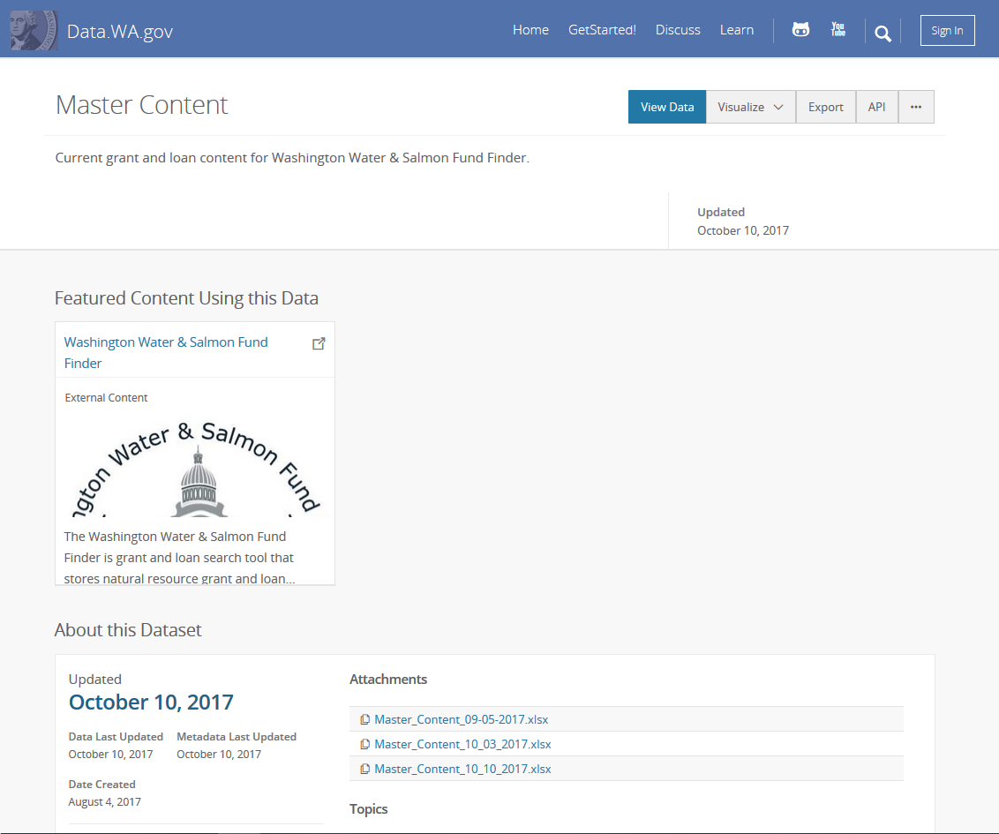 Data.WA.gov
Home GetStarted! Discuss Learn You Tube Sign In
Master Content
View Data Visualize Export API ...
Current grant and loan content for Washington Water & Salmon Fund Finder.
Updated
October 10, 2017
Featured Content Using this Data
Washington Water & Salmon Fund
Finder
External Content
ngton Water & Salmon Fund
The Washington Water & Salmon Fund
Finder is grant and loan search tool that
stores natural resource grant and loan...
About this Dataset
Updated
October 10, 2017
Data Last Updated Metadata Last Updated
October 10, 2017 October 10, 2017
Date Created
August 4, 2017
Attachments
Master_Content_09-05-2017.xlsx
Master_Content_10_03_2017.xlsx
Master_Content_10_10_2017.xlsx
Topics